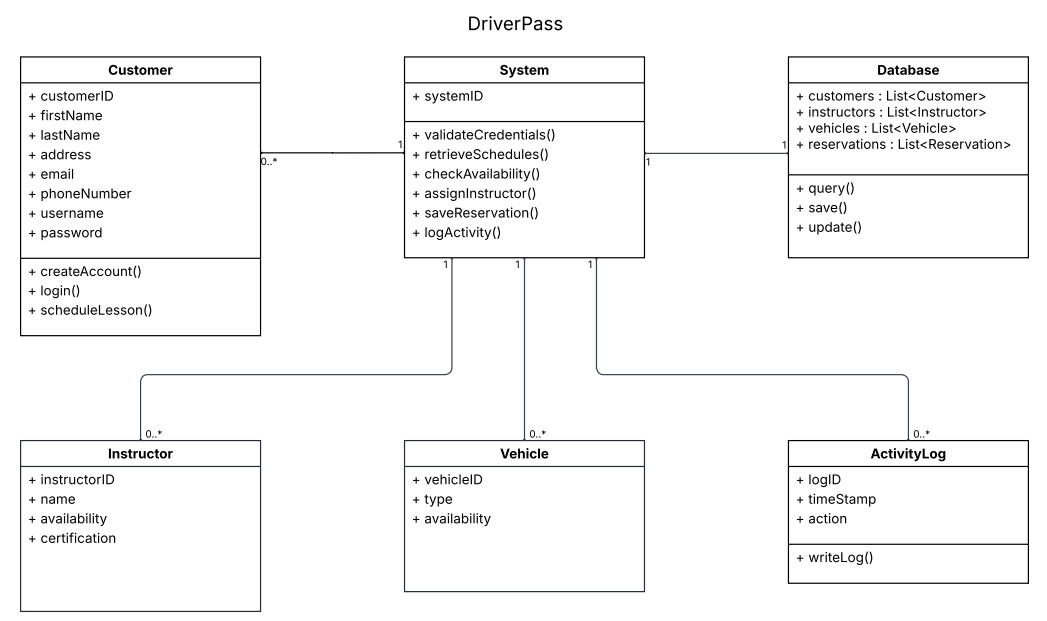 DriverPass
Customer
+ customerID
+ firstName
+ lastName
+ address
+ email
+ phoneNumber
+ username
+ password
+ createAccount()
+ login()
+ scheduleLesson()
0..*
1
System
+ systemID
+ validateCredentials()
+ retrieveSchedules()
+ checkAvailability()
+ assignInstructor()
+ saveReservation()
+ logActivity()
1
1
Database
+ customers : List<Customer>
+ instructors : List<Instructor>
+ vehicles : List<Vehicle>
+ reservations : List<Reservation>
+ query()
+ save()
+ update()
1
1
1
0..*
Instructor
+ instructorID
+ name
+ availability
+ certification
0..*
Vehicle
+ vehicleID
+ type
+ availability
0..*
ActivityLog
+ logID
+ timeStamp
+ action
+ writeLog()